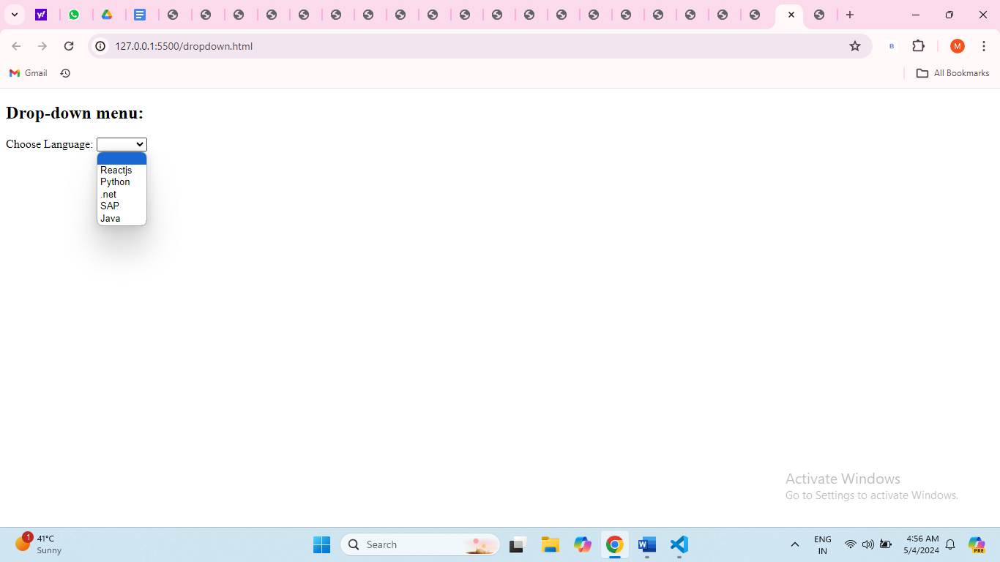 y!
127.0.0.1:5500/dropdown.html
B
M
Gmail
All Bookmarks
Drop-down menu:
Choose Language:
Reactjs
Python
.net
SAP
Java
Activate Windows
Go to Settings to activate Windows.
1
41°C
Sunny
Search
W
PRE
ENG
IN
4:56 AM
5/4/2024